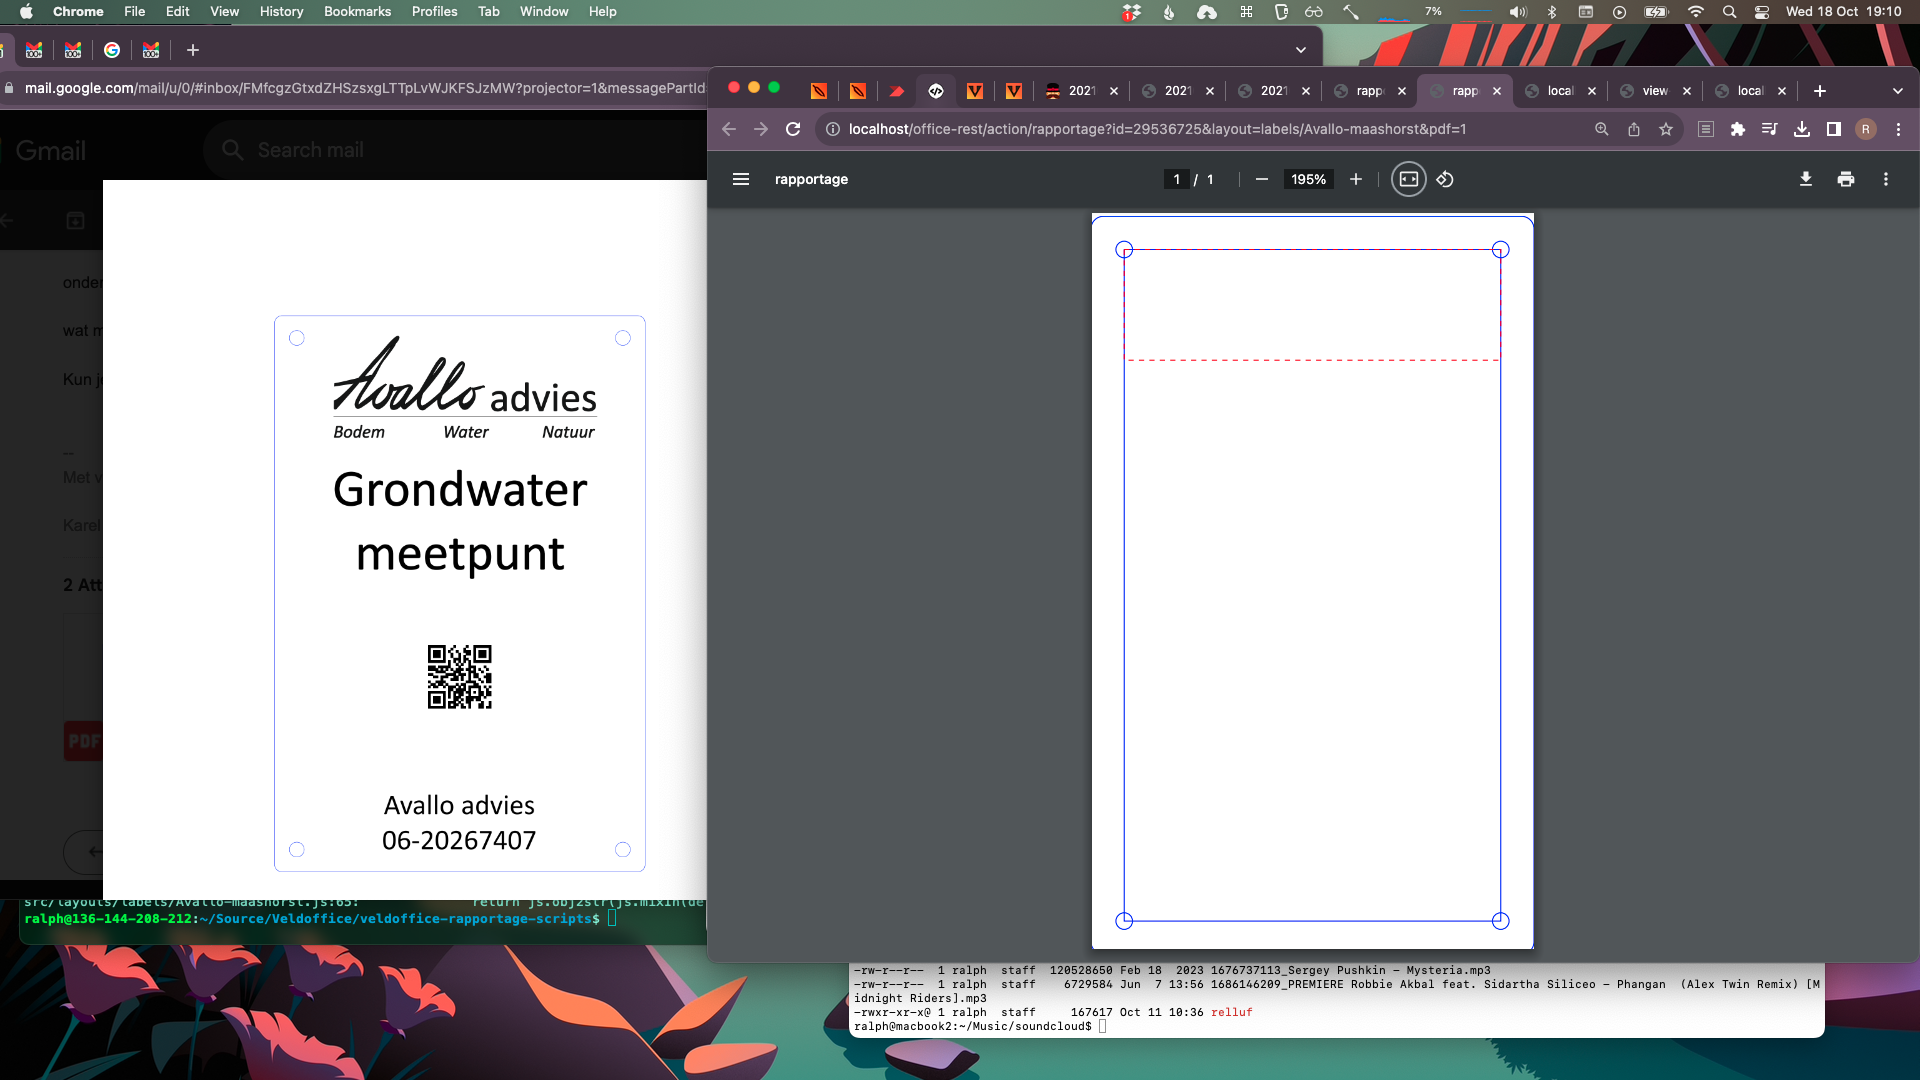 Chrome File Edit View History Bookmarks Profiles Tab Window Help
1
7%
Wed 18 Oct 19:10
mail.google.com/mail/u/0/#inbox/FMfcgzGtxdZHSzsxgLTTpLvWJKFSJzMW?projector=1&messagePartId
Gmail
Search mail
Kun
Met
2 Att
PDF
Avallo advies
Bodem Water Natuur
Grondwater
meetpunt
Avallo advies
06-20267407
src/layouts/labels/Avallo-maashorst.js:65: return js.obj2str(js.mixin(de
ralph@136-144-208-212:~/Source/Veldoffice/veldoffice-rapportage-scripts$
2021 2021 2021 rapp rapp local view local
localhost/office-rest/action/rapportage?id=29536725&layout=labels/Avallo-maashorst&pdf=1
R
rapportage
1 / 1
195%
-rw-r--r-- 1 ralph staff 120528650 Feb 18 2023 1676737113_Sergey Pushkin - Mysteria.mp3
-rw-r--r-- 1 ralph staff 6729584 Jun 7 13:56 1686146209_PREMIERE Robbie Akbal feat. Sidartha Siliceo - Phangan (Alex Twin Remix) [M
idnight Riders].mp3
-rwxr-xr-x@ 1 ralph staff 167617 Oct 11 10:36 relluf
ralph@macbook2:~/Music/soundcloud$